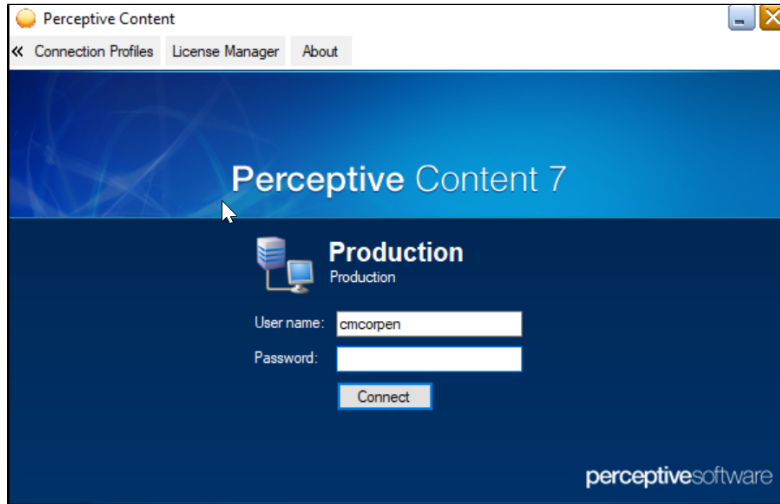 Perceptive Content
« Connection Profiles License Manager About
Perceptive Content 7
Production
Production
User name: cmcorpen
Password:
Connect
perceptivesoftware